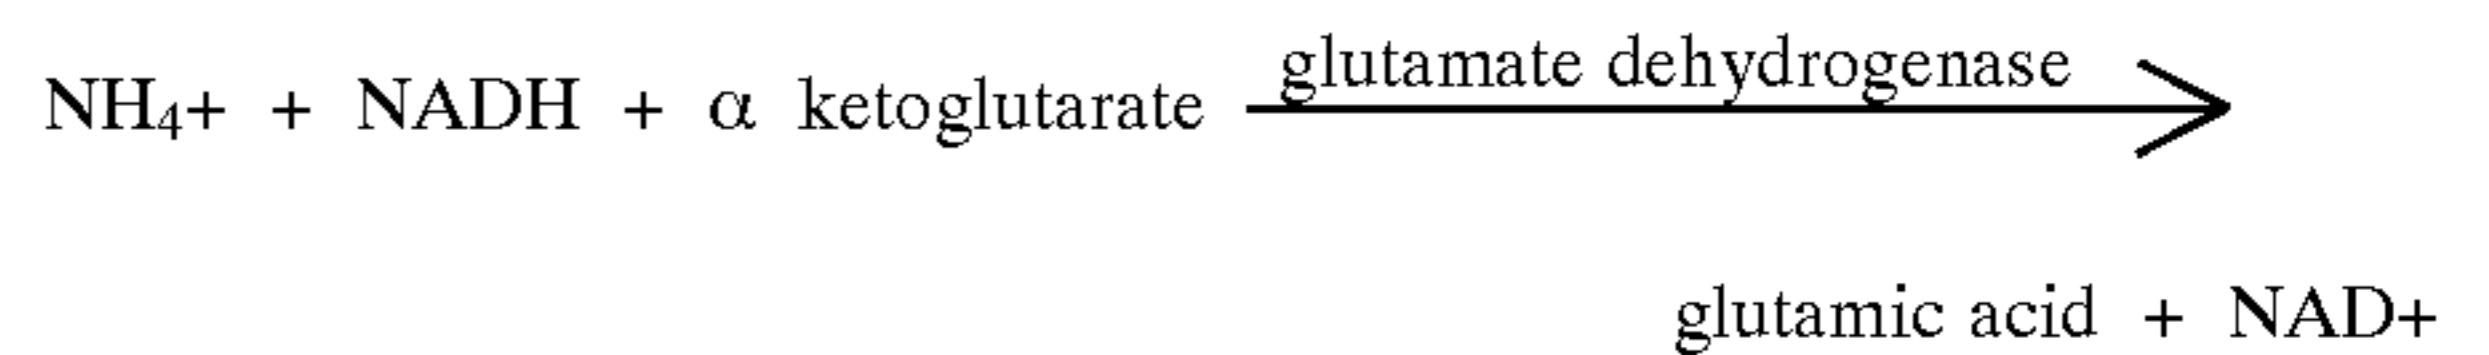 glutamate dehydrogenase
NH₄+ + NADH + α ketoglutarate
glutamic acid + NAD+